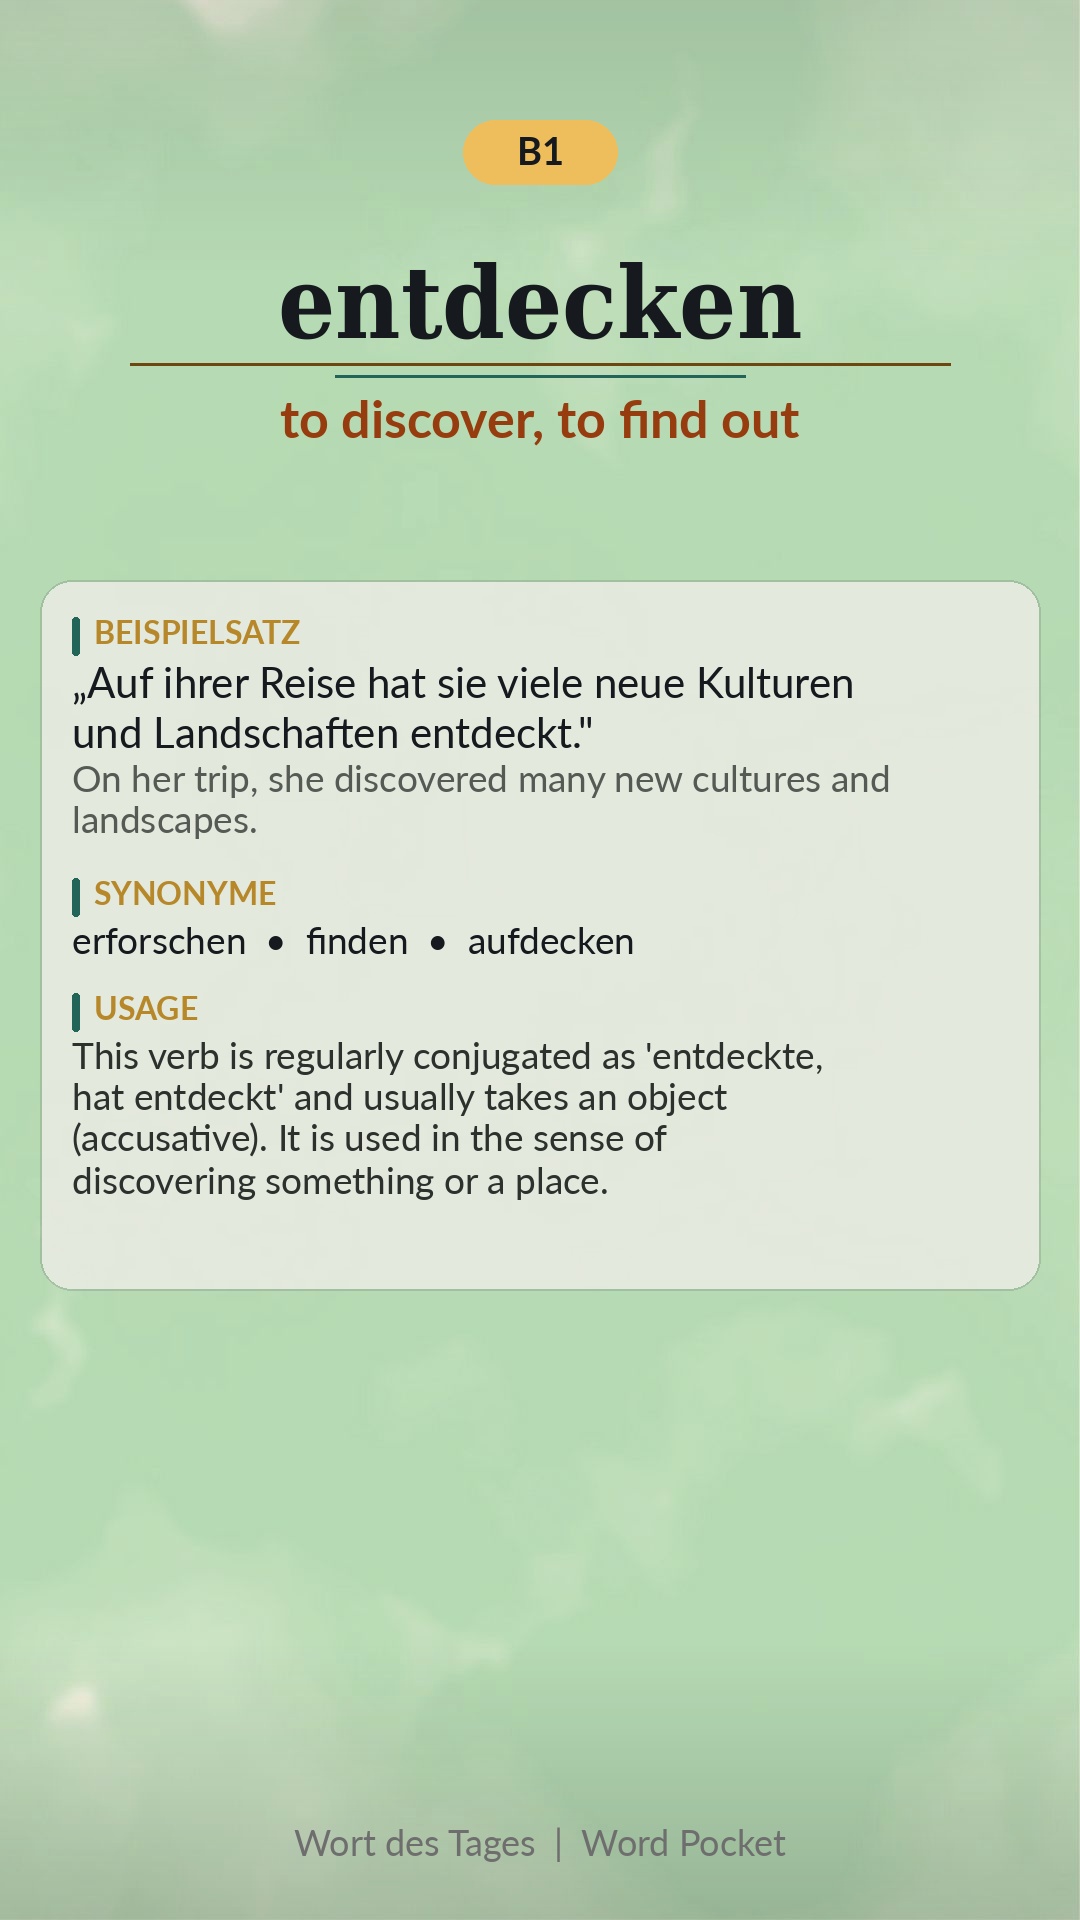 B1
entdecken
to discover, to find out
BEISPIELSATZ
„Auf ihrer Reise hat sie viele neue Kulturen
und Landschaften entdeckt."
On her trip, she discovered many new cultures and
landscapes.
SYNONYME
erforschen • finden • aufdecken
USAGE
This verb is regularly conjugated as 'entdeckte,
hat entdeckt' and usually takes an object
(accusative). It is used in the sense of
discovering something or a place.
Wort des Tages | Word Pocket